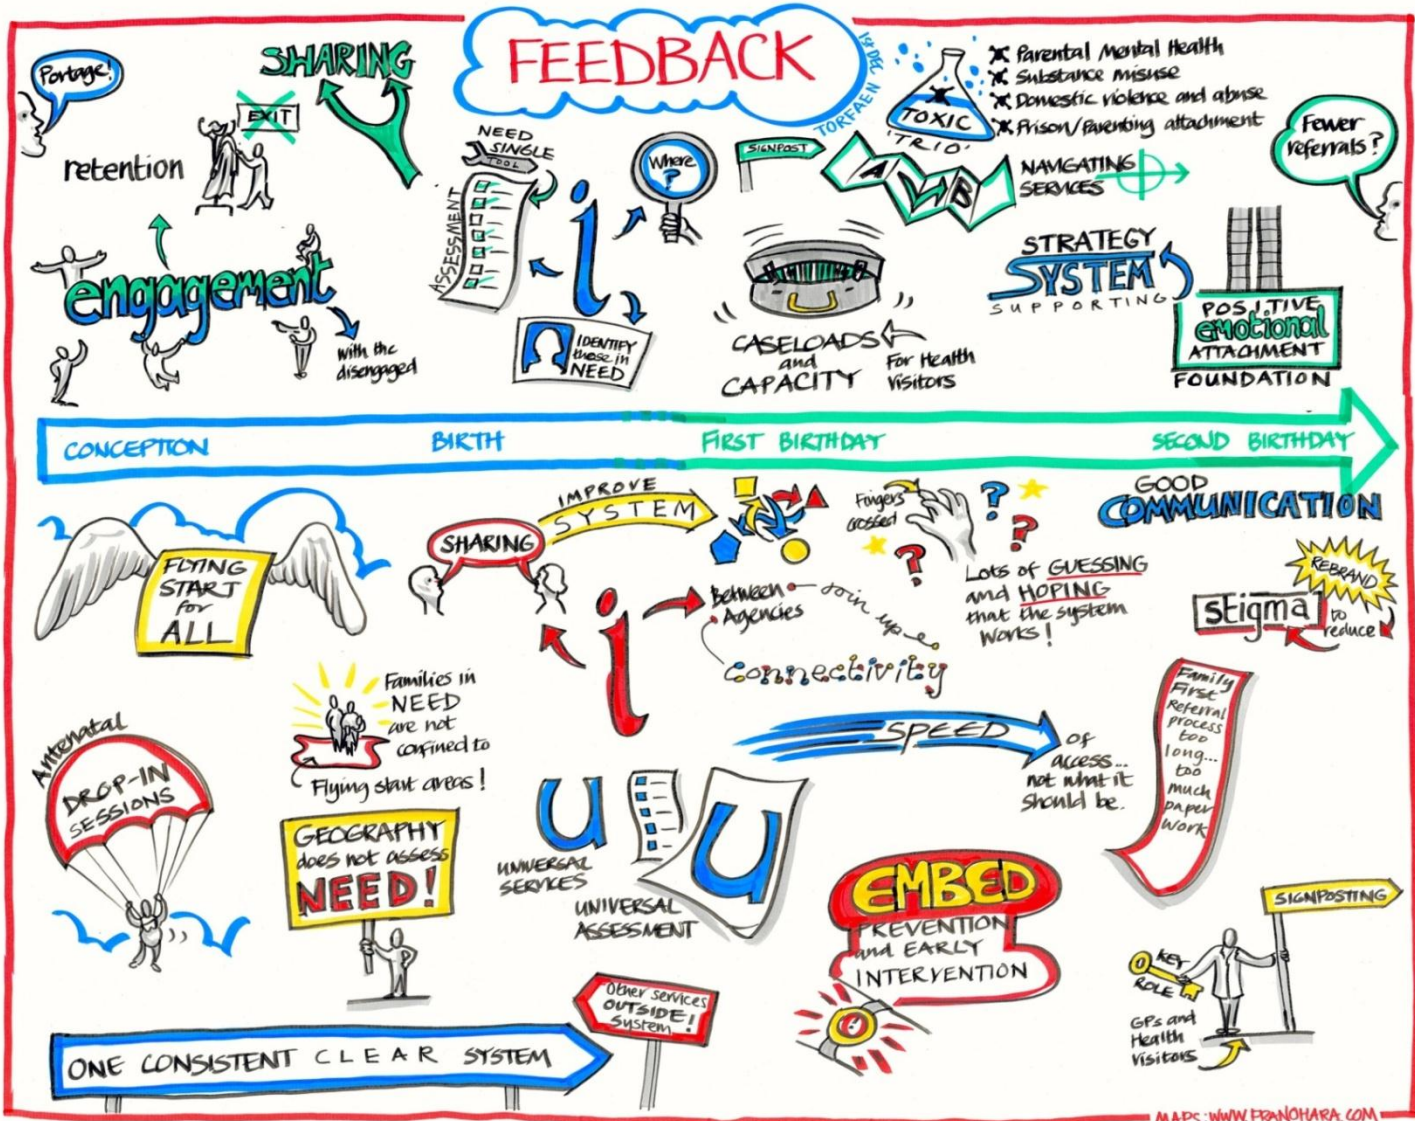 FEEDBACK
TORFAEN 1st DEC
Portage!
retention
EXIT
SHARING
engagement
with the
disengaged
NEED
SINGLE
TOOL
ASSESSMENT
i
Where
?
IDENTIFY
those in
NEED
SIGNPOST
A
B
NAVIGATING
SERVICES
TOXIC
'TRIO'
Parental Mental Health
Substance misuse
Domestic violence and abuse
Prison/Parenting attachment
Fewer
referrals?
CASELOADS
and
CAPACITY
For Health
Visitors
STRATEGY
SYSTEM
SUPPORTING
POSITIVE
emotional
ATTACHMENT
FOUNDATION
CONCEPTION
BIRTH
FIRST BIRTHDAY
SECOND BIRTHDAY
FLYING
START
for
ALL
SHARING
IMPROVE
SYSTEM
i
Between
Agencies
Join up
connectivity
Fingers
crossed
? ? ?
Lots of GUESSING
and HOPING
that the system
works!
GOOD
COMMUNICATION
REBRAND
stigma
to
reduce
Families in
NEED
are not
confined to
Flying start areas!
Antenatal
DROP-IN
SESSIONS
GEOGRAPHY
does not assess
NEED!
u
UNIVERSAL
SERVICES
u
UNIVERSAL
ASSESSMENT
SPEED
of
access...
not what it
should be.
Family
First
Referral
process
too
long...
too
much
paper
work
EMBED
PREVENTION
and EARLY
INTERVENTION
SIGNPOSTING
KEY
ROLE
GPs and
Health
Visitors
Other services
OUTSIDE!
System
ONE CONSISTENT CLEAR SYSTEM
MAPS: WWW.FRANOHARA.COM